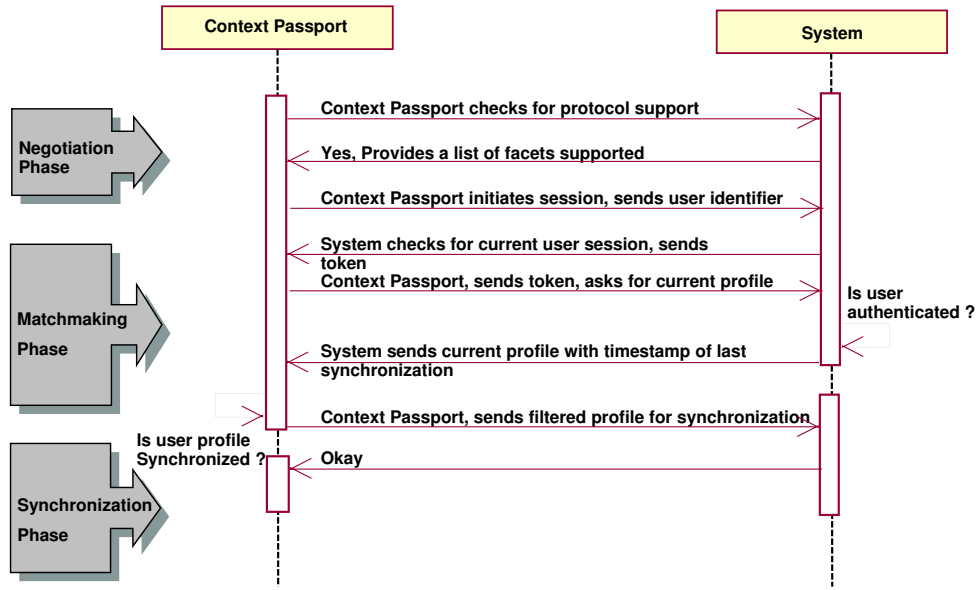 Context Passport
System
Context Passport checks for protocol support
Negotiation
Phase
Yes, Provides a list of facets supported
Context Passport initiates session, sends user identifier
System checks for current user session, sends
token
Context Passport, sends token, asks for current profile
Is user
authenticated ?
Matchmaking
Phase
System sends current profile with timestamp of last
synchronization
Context Passport, sends filtered profile for synchronization
Is user profile
Synchronized ?
Okay
Synchronization
Phase